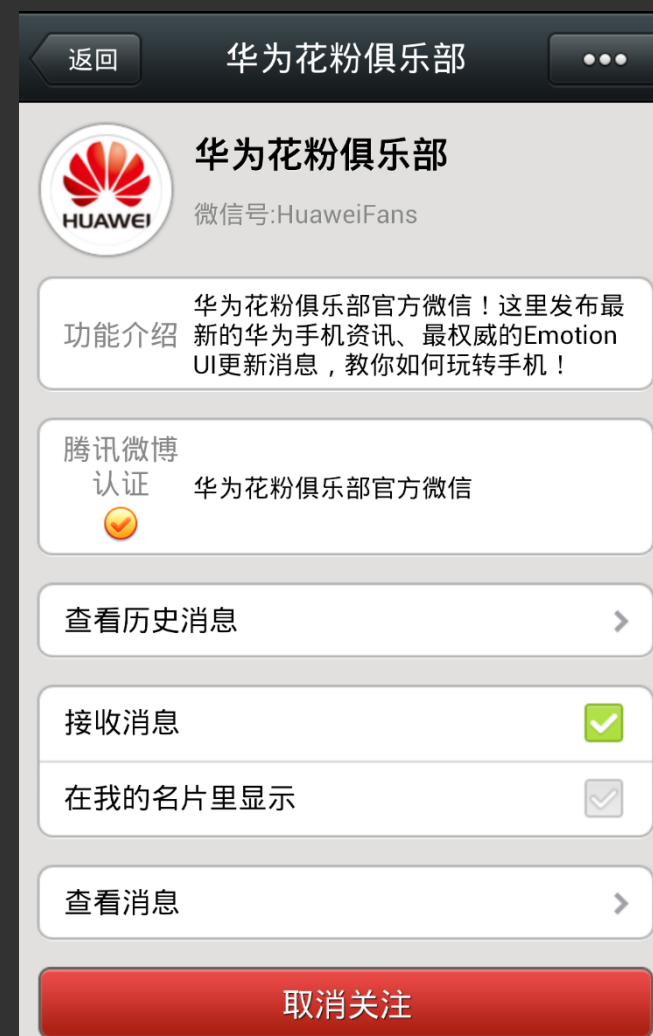 返回
华为花粉俱乐部
HUAWEI
华为花粉俱乐部
微信号:HuaweiFans
功能介绍
华为花粉俱乐部官方微信！这里发布最
新的华为手机资讯、最权威的Emotion
UI更新消息，教你如何玩转手机！
腾讯微博
认证
华为花粉俱乐部官方微信
查看历史消息
接收消息
在我的名片里显示
查看消息
取消关注